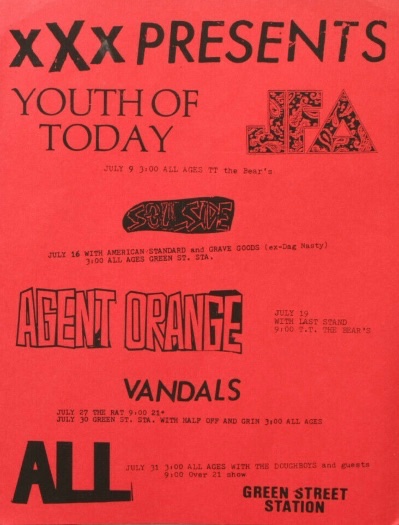 xXx PRESENTS
YOUTH OF
TODAY
JFA
JULY 9 3:00 ALL AGES TT the Bear's
SOULSIDE
JULY 16 WITH AMERICAN STANDARD and GRAVE GOODS (ex-Dag Nasty)
3:00 ALL AGES GREEN ST. STA.
AGENT ORANGE
JULY 19
WITH LAST STAND
9:00 T.T. THE BEAR'S
VANDALS
JULY 27 THE RAT 9:00 21+
JULY 30 GREEN ST. STA. WITH HALF OFF AND GRIN 3:00 ALL AGES
ALL
JULY 31 3:00 ALL AGES WITH THE DOUGHBOYS and guests
9:00 Over 21 show
GREEN STREET
STATION